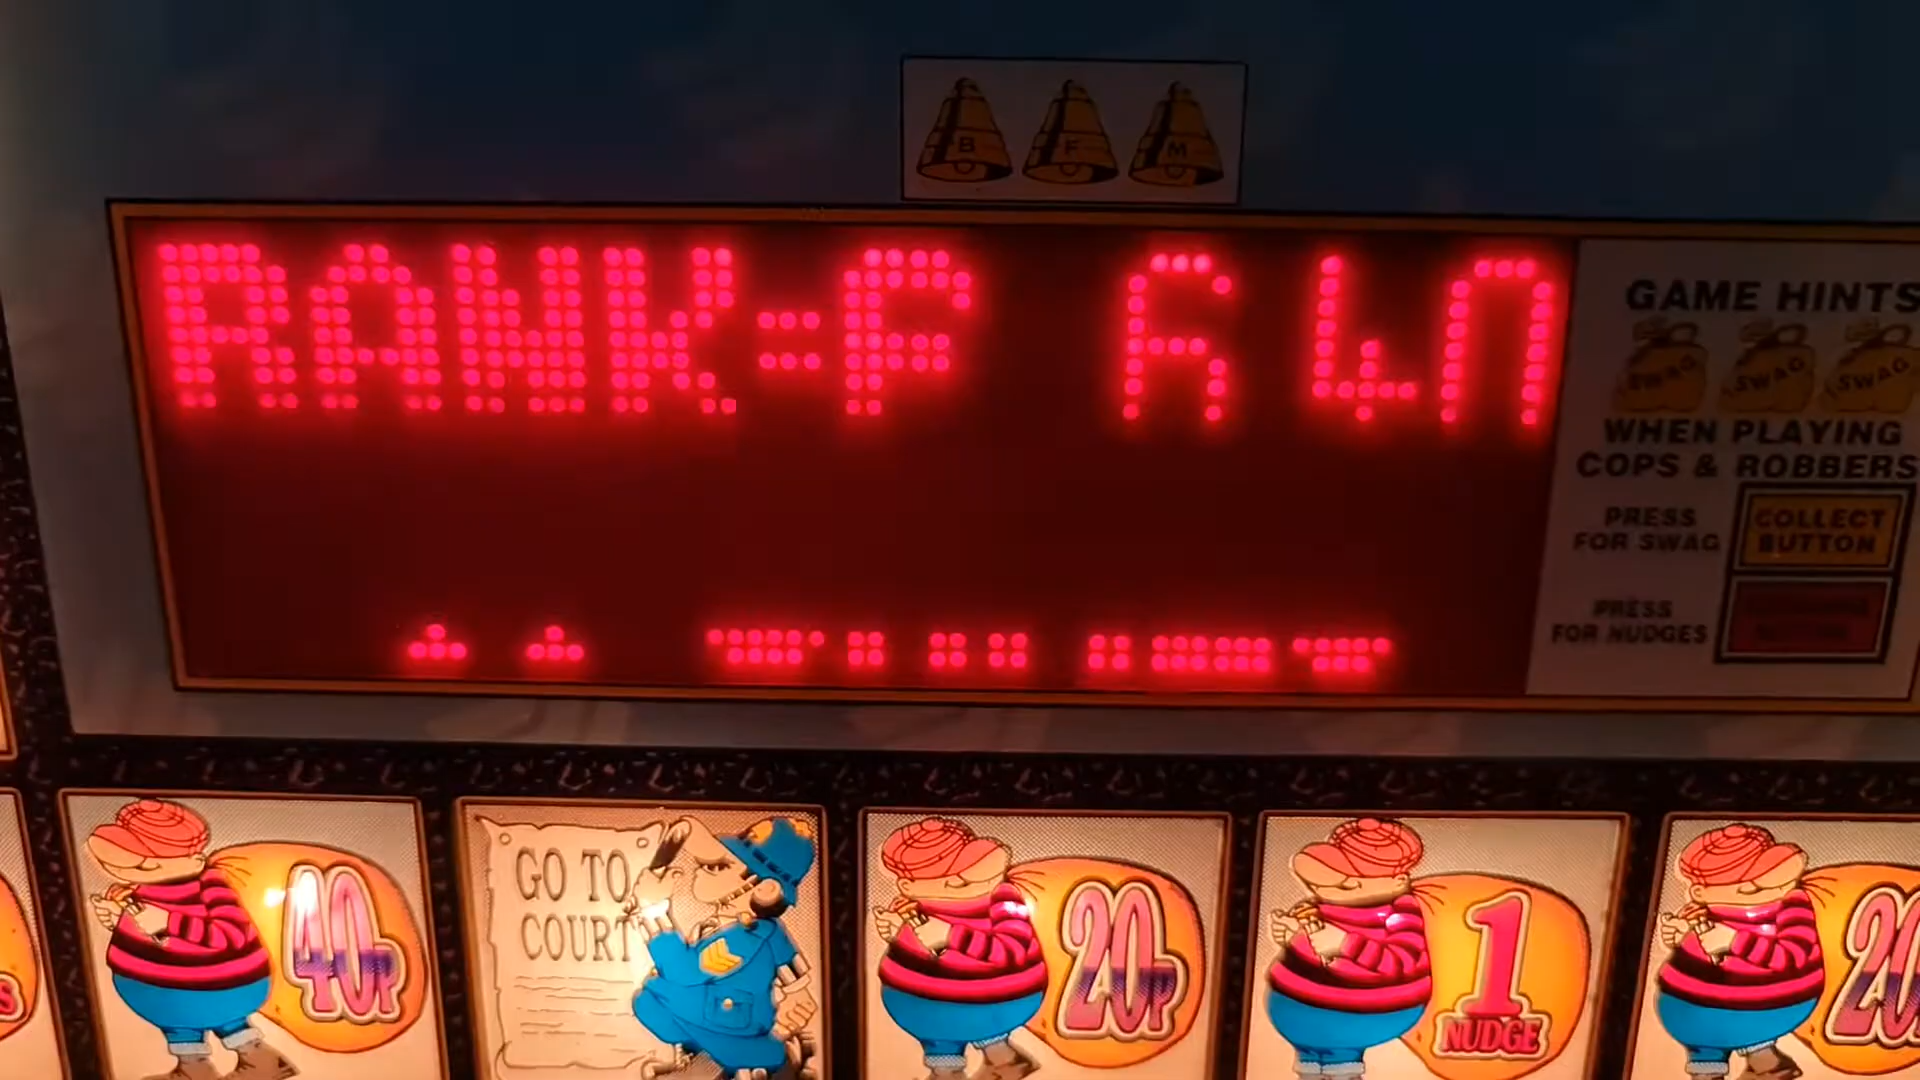 B F M
RANK=P
GAME HINTS
SWAG SWAG SWAG
WHEN PLAYING
COPS & ROBBERS
PRESS
FOR SWAG
COLLECT
BUTTON
PRESS
FOR NUDGES
40P
GO TO
COURT
20P
1
NUDGE
20